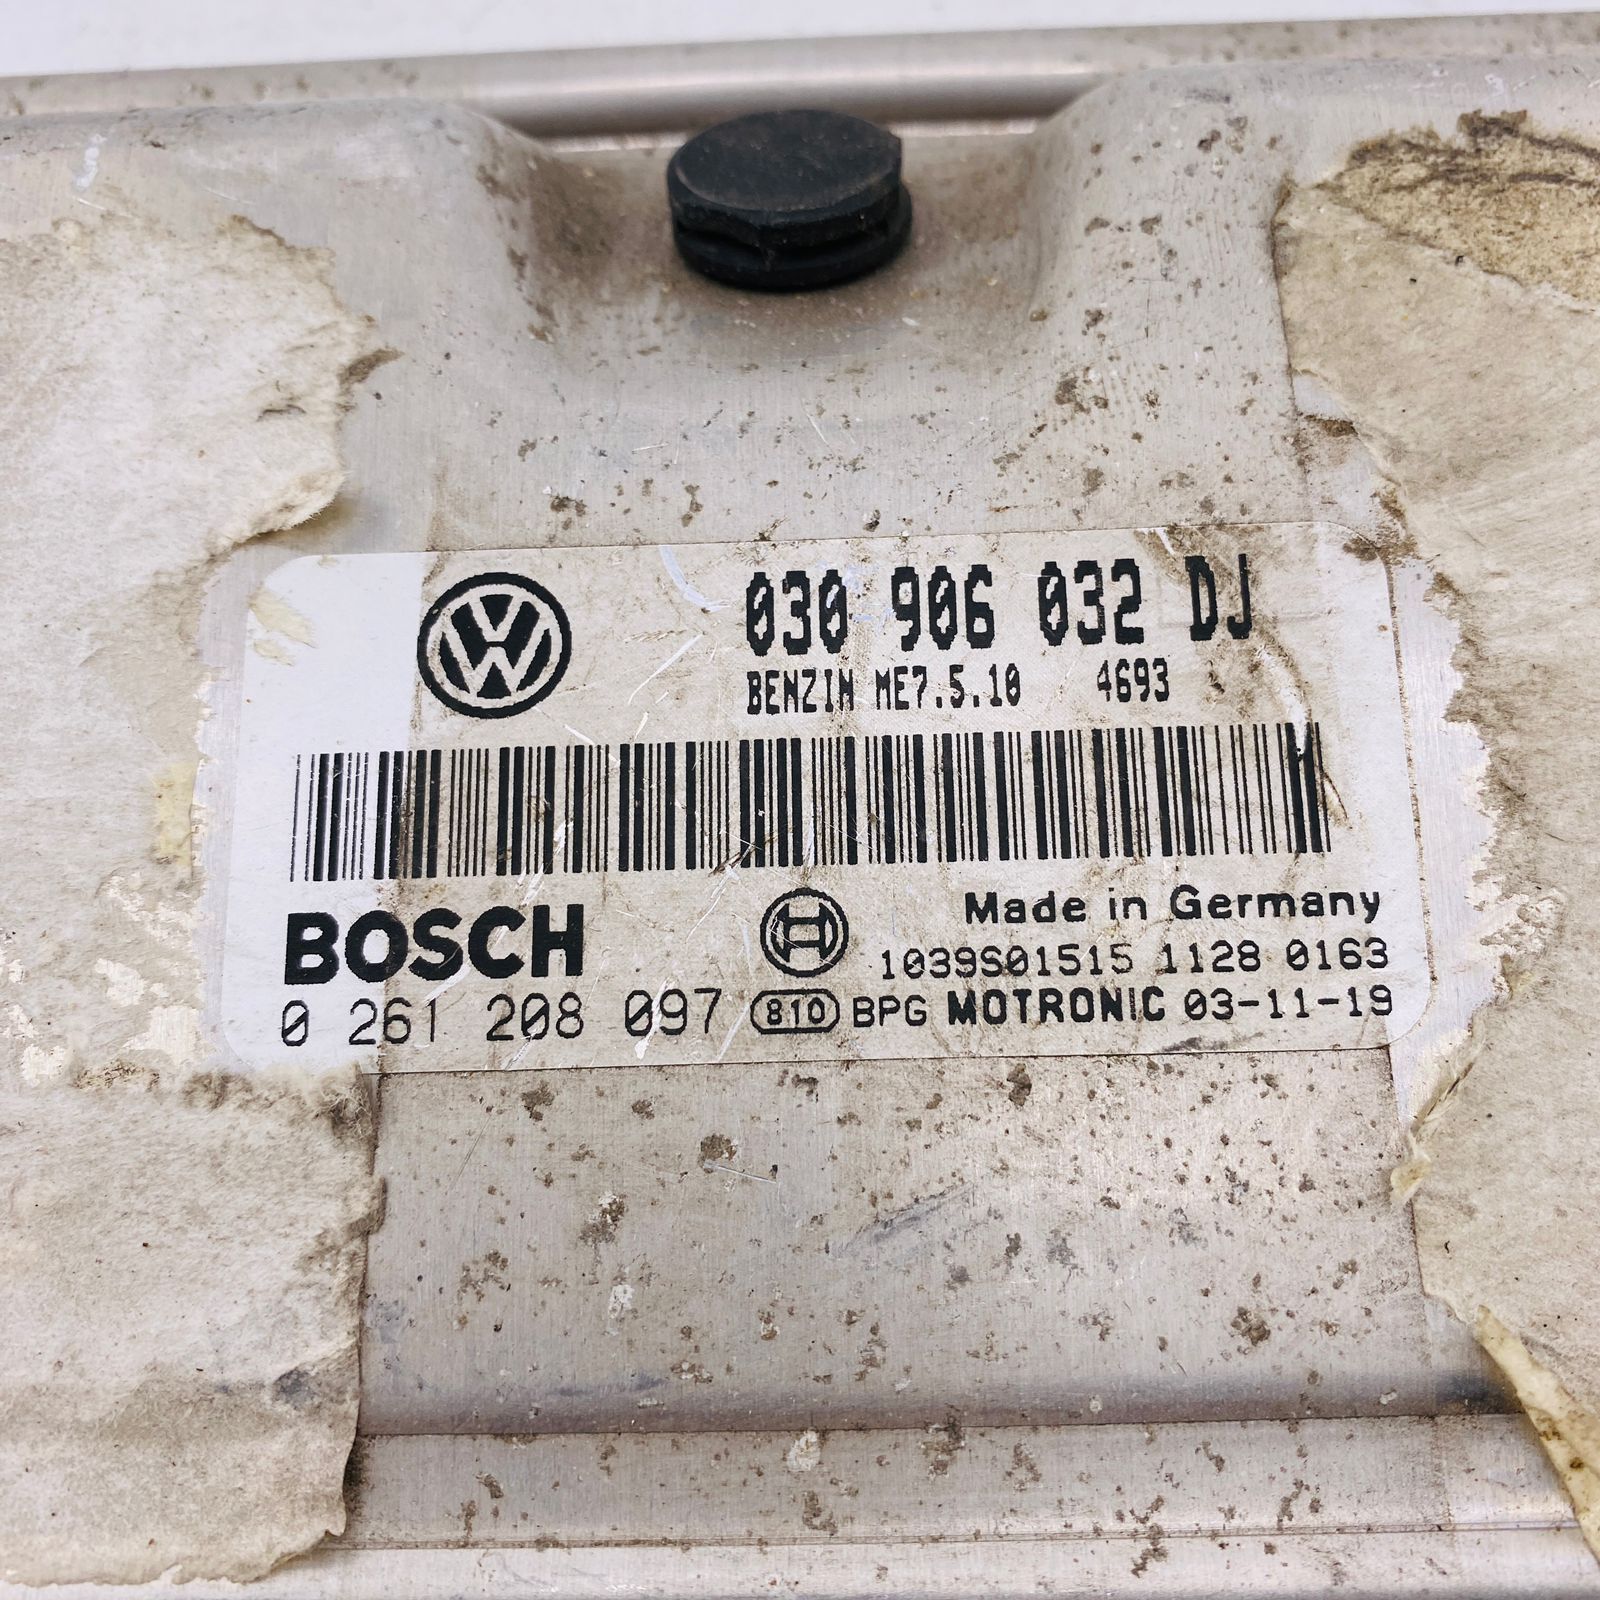 030 906 032 DJ
BENZIN ME7.5.10 4693
Made in Germany
BOSCH
1039S01515 1128 0163
0 261 208 097 810 BPG MOTRONIC 03-11-19